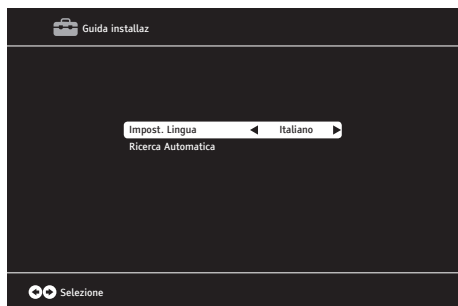 Guida installaz
Impost. Lingua Italiano
Ricerca Automatica
Selezione